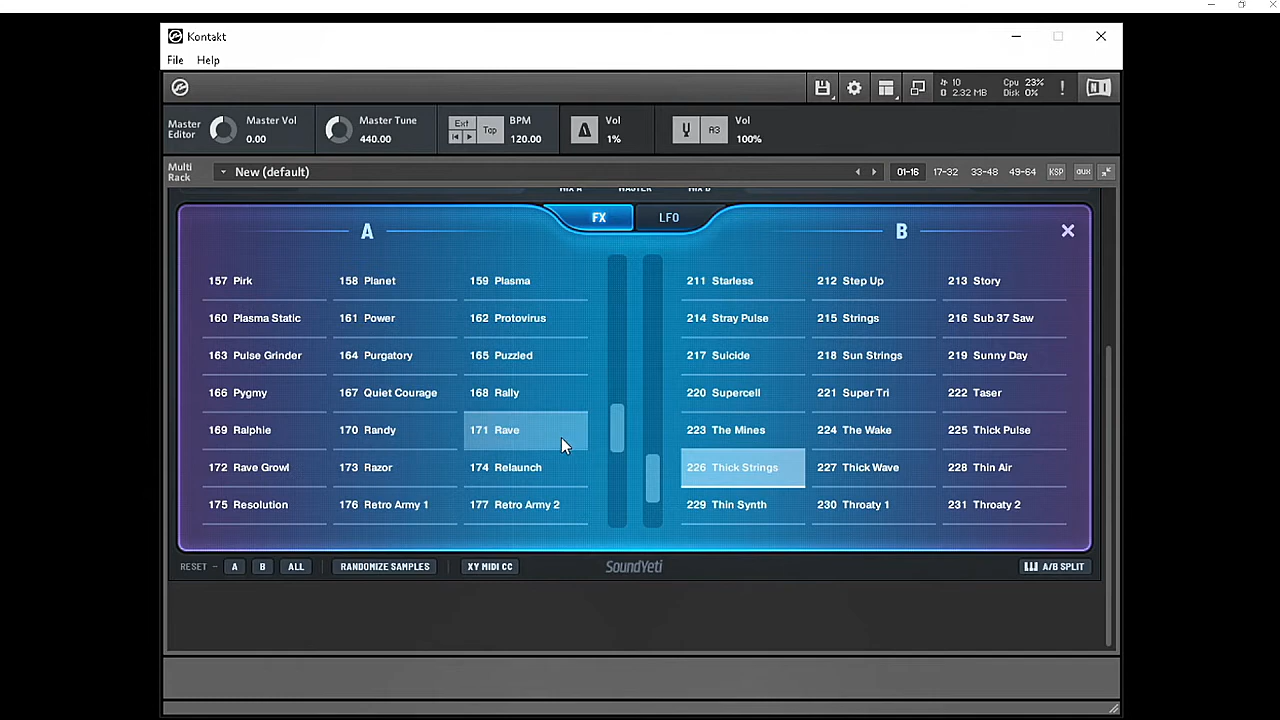 Kontakt
File Help
10 2.32 MB Cpu 23% Disk 0% ! NI
Master Editor Master Vol 0.00 Master Tune 440.00 Ext Tap BPM 120.00 Vol 1% A3 Vol 100%
Multi Rack New (default) 01-16 17-32 33-48 49-64 KSP aux
MIX A MASTER MIX B
FX LFO
A B
157 Pirk 158 Planet 159 Plasma 211 Starless 212 Step Up 213 Story
160 Plasma Static 161 Power 162 Protovirus 214 Stray Pulse 215 Strings 216 Sub 37 Saw
163 Pulse Grinder 164 Purgatory 165 Puzzled 217 Suicide 218 Sun Strings 219 Sunny Day
166 Pygmy 167 Quiet Courage 168 Rally 220 Supercell 221 Super Tri 222 Taser
169 Ralphie 170 Randy 171 Rave 223 The Mines 224 The Wake 225 Thick Pulse
172 Rave Growl 173 Razor 174 Relaunch 226 Thick Strings 227 Thick Wave 228 Thin Air
175 Resolution 176 Retro Army 1 177 Retro Army 2 229 Thin Synth 230 Throaty 1 231 Throaty 2
RESET – A B ALL RANDOMIZE SAMPLES XY MIDI CC SoundYeti A/B SPLIT